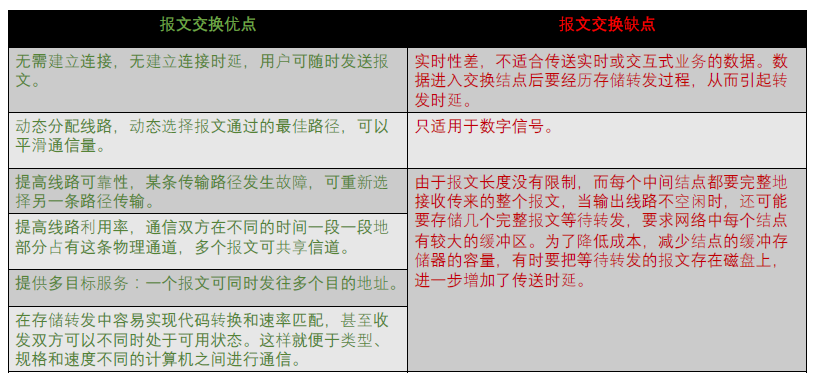 报文交换优点
报文交换缺点
无需建立连接，无建立连接时延，用户可随时发送报
文。
实时性差，不适合传送实时或交互式业务的数据。数
据进入交换结点后要经历存储转发过程，从而引起转
发时延。
动态分配线路，动态选择报文通过的最佳路径，可以
平滑通信量。
只适用于数字信号。
提高线路可靠性，某条传输路径发生故障，可重新选
择另一条路径传输。
提高线路利用率，通信双方在不同的时间一段一段地
部分占有这条物理通道，多个报文可共享信道。
提供多目标服务：一个报文可同时发往多个目的地址。
在存储转发中容易实现代码转换和速率匹配，甚至收
发双方可以不同时处于可用状态。这样就便于类型、
规格和速度不同的计算机之间进行通信。
由于报文长度没有限制，而每个中间结点都要完整地
接收传来的整个报文，当输出线路不空闲时，还可能
要存储几个完整报文等待转发，要求网络中每个结点
有较大的缓冲区。为了降低成本，减少结点的缓冲存
储器的容量，有时要把等待转发的报文存在磁盘上，
进一步增加了传送时延。